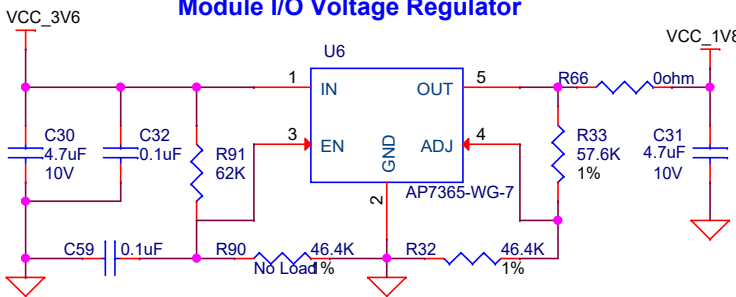 Module I/O Voltage Regulator
VCC_3V6
VCC_1V8
U6
1 IN OUT 5
R66 0ohm
3 EN ADJ 4
GND
2
AP7365-WG-7
C30
4.7uF
10V
C32
0.1uF
R91
62K
R33
57.6K
1%
C31
4.7uF
10V
C59 0.1uF
R90 46.4K
No Load 1%
R32 46.4K
1%